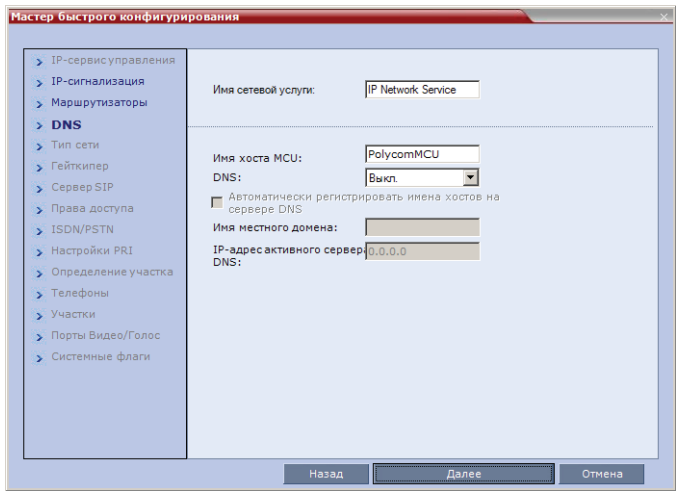 Мастер быстрого конфигурирования
IP-сервис управления
IP-сигнализация
Маршрутизаторы
DNS
Тип сети
Гейткипер
Сервер SIP
Права доступа
ISDN/PSTN
Настройки PRI
Определение участка
Телефоны
Участки
Порты Видео/Голос
Системные флаги
Имя сетевой услуги: IP Network Service
Имя хоста MCU: PolycomMCU
DNS: Выкл.
Автоматически регистрировать имена хостов на
сервере DNS
Имя местного домена:
IP-адрес активного сервера 0.0.0.0
DNS:
Назад Далее Отмена